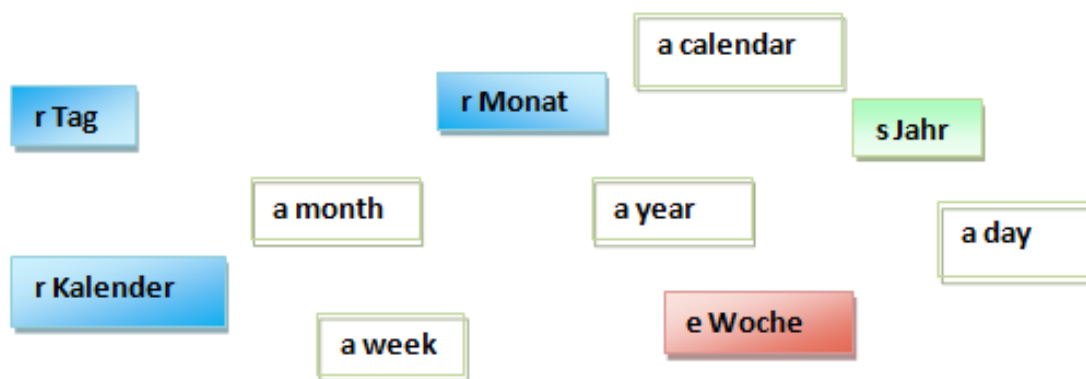 a calendar
r Tag
r Monat
s Jahr
a month
a year
a day
r Kalender
a week
e Woche